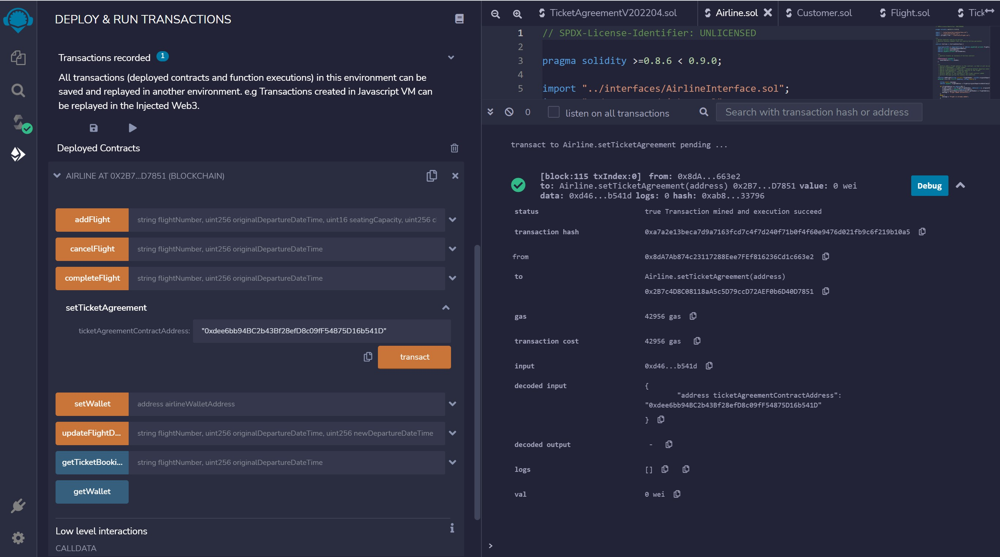 DEPLOY & RUN TRANSACTIONS
Transactions recorded 1
All transactions (deployed contracts and function executions) in this environment can be
saved and replayed in another environment. e.g Transactions created in Javascript VM can
be replayed in the Injected Web3.
Deployed Contracts
AIRLINE AT 0X2B7...D7851 (BLOCKCHAIN)
addFlight string flightNumber, uint256 originalDepartureDateTime, uint16 seatingCapacity, uint256
cancelFlight string flightNumber, uint256 originalDepartureDateTime
completeFlight string flightNumber, uint256 originalDepartureDateTime
setTicketAgreement
ticketAgreementContractAddress: "0xdee6bb94BC2b43Bf28efD8c09fF54875D16b541D"
transact
setWallet address airlineWalletAddress
updateFlightD... string flightNumber, uint256 originalDepartureDateTime, uint256 newDepartureDateTime
getTicketBooki... string flightNumber, uint256 originalDepartureDateTime
getWallet
Low level interactions
CALLDATA
TicketAgreementV202204.sol Airline.sol Customer.sol Flight.sol Tick
1 // SPDX-License-Identifier: UNLICENSED
2
3 pragma solidity >=0.8.6 < 0.9.0;
4
5 import "../interfaces/AirlineInterface.sol";
0 listen on all transactions Search with transaction hash or address
transact to Airline.setTicketAgreement pending ...
[block:115 txIndex:0] from: 0x8dA...663e2
to: Airline.setTicketAgreement(address) 0x2B7...D7851 value: 0 wei
data: 0xd46...b541d logs: 0 hash: 0xab8...33796
Debug
status true Transaction mined and execution succeed
transaction hash 0xa7a2e13beca7d9a7163fcd7c4f7d240f71b0f4f60e9476d021fb9c6f219b10a5
from 0x8dA7Ab874c23117288Eee7FEf816236Cd1c663e2
to Airline.setTicketAgreement(address)
0x2B7c4D8C08118aA5c5D79ccD72AEF0b6D40D7851
gas 42956 gas
transaction cost 42956 gas
input 0xd46...b541d
decoded input {
"address ticketAgreementContractAddress":
"0xdee6bb94BC2b43Bf28efD8c09fF54875D16b541D"
}
decoded output -
logs []
val 0 wei
>